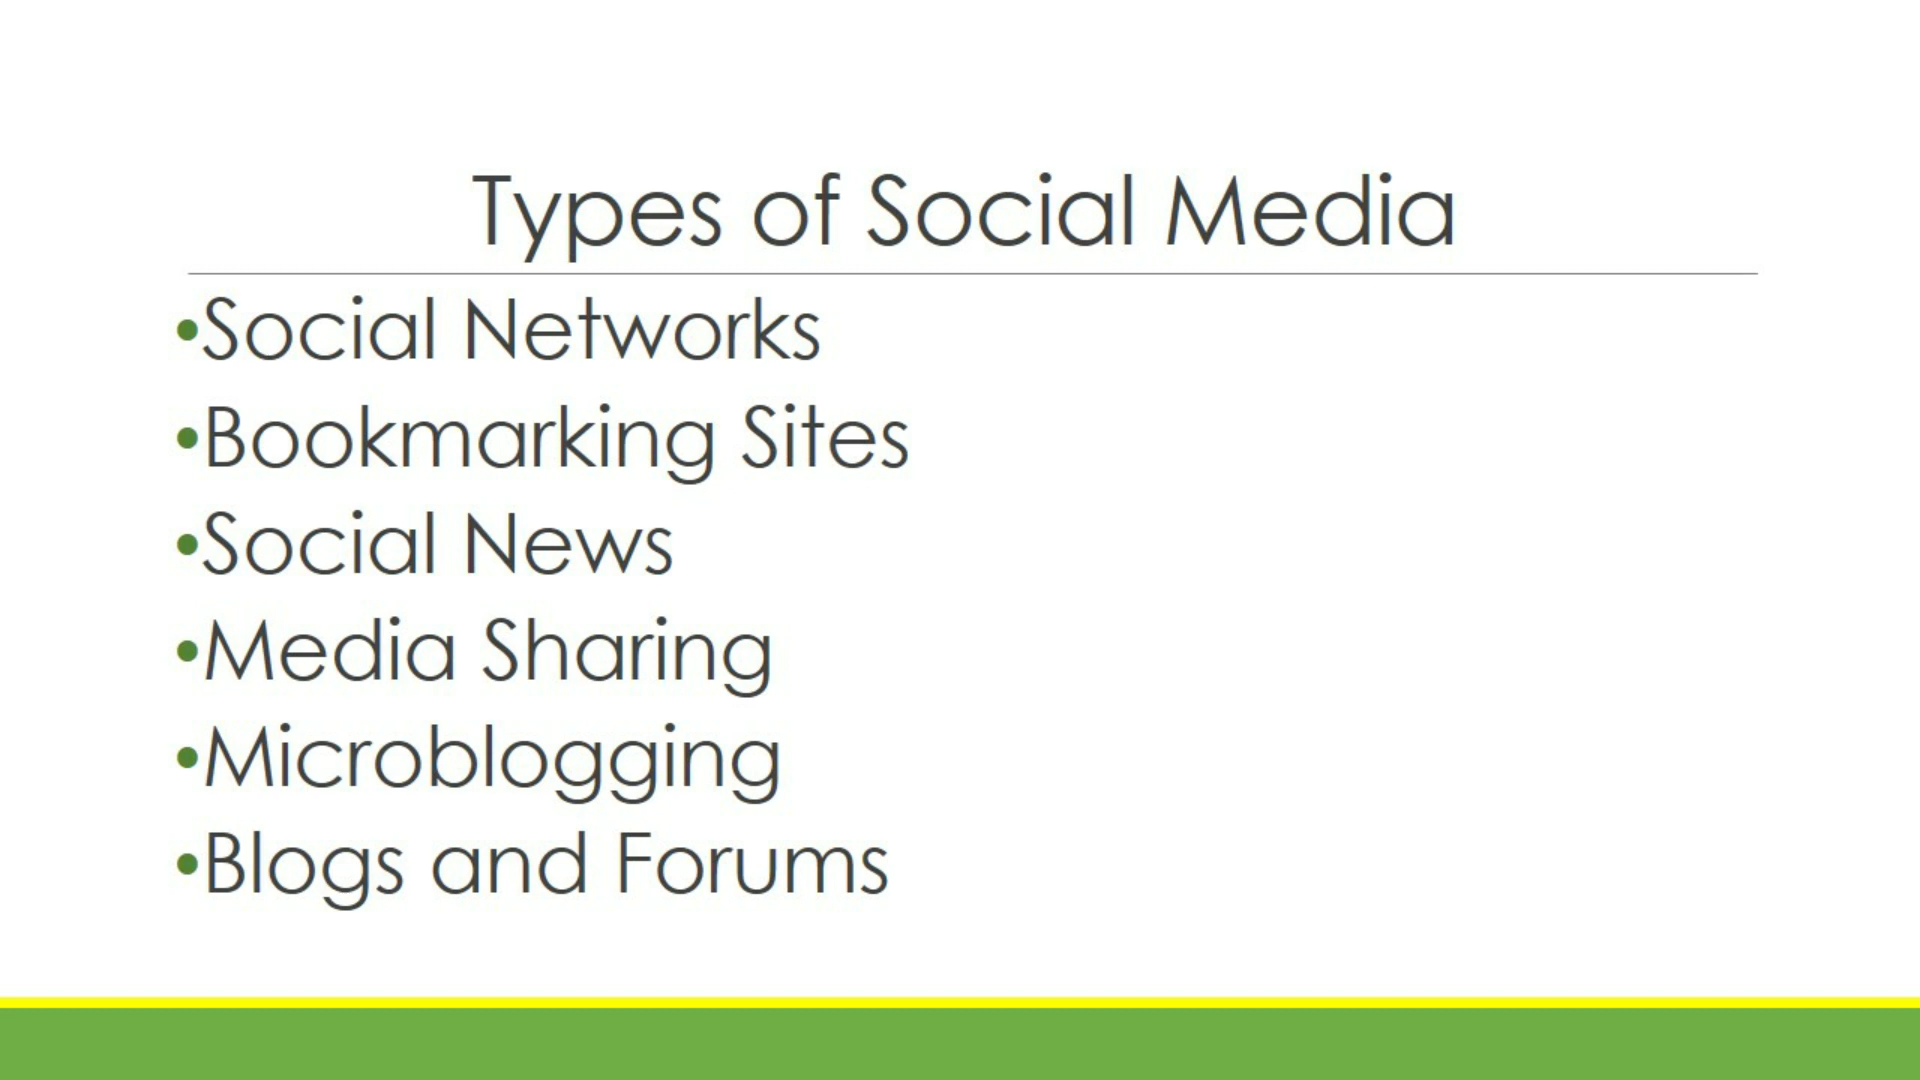 Types of Social Media
•Social Networks
•Bookmarking Sites
•Social News
•Media Sharing
•Microblogging
•Blogs and Forums